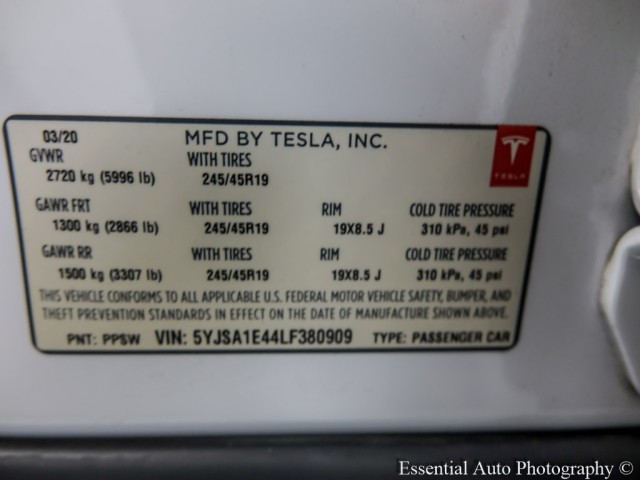 03/20 MFD BY TESLA, INC.
GVWR WITH TIRES
2720 kg (5996 lb) 245/45R19
TESLA
GAWR FRT WITH TIRES RIM COLD TIRE PRESSURE
1300 kg (2866 lb) 245/45R19 19X8.5 J 310 kPa, 45 psi
GAWR RR WITH TIRES RIM COLD TIRE PRESSURE
1500 kg (3307 lb) 245/45R19 19X8.5 J 310 kPa, 45 psi
THIS VEHICLE CONFORMS TO ALL APPLICABLE U.S. FEDERAL MOTOR VEHICLE SAFETY, BUMPER, AND
THEFT PREVENTION STANDARDS IN EFFECT ON THE DATE OF MANUFACTURE SHOWN ABOVE.
PNT: PPSW VIN: 5YJSA1E44LF380909 TYPE: PASSENGER CAR
Essential Auto Photography ©